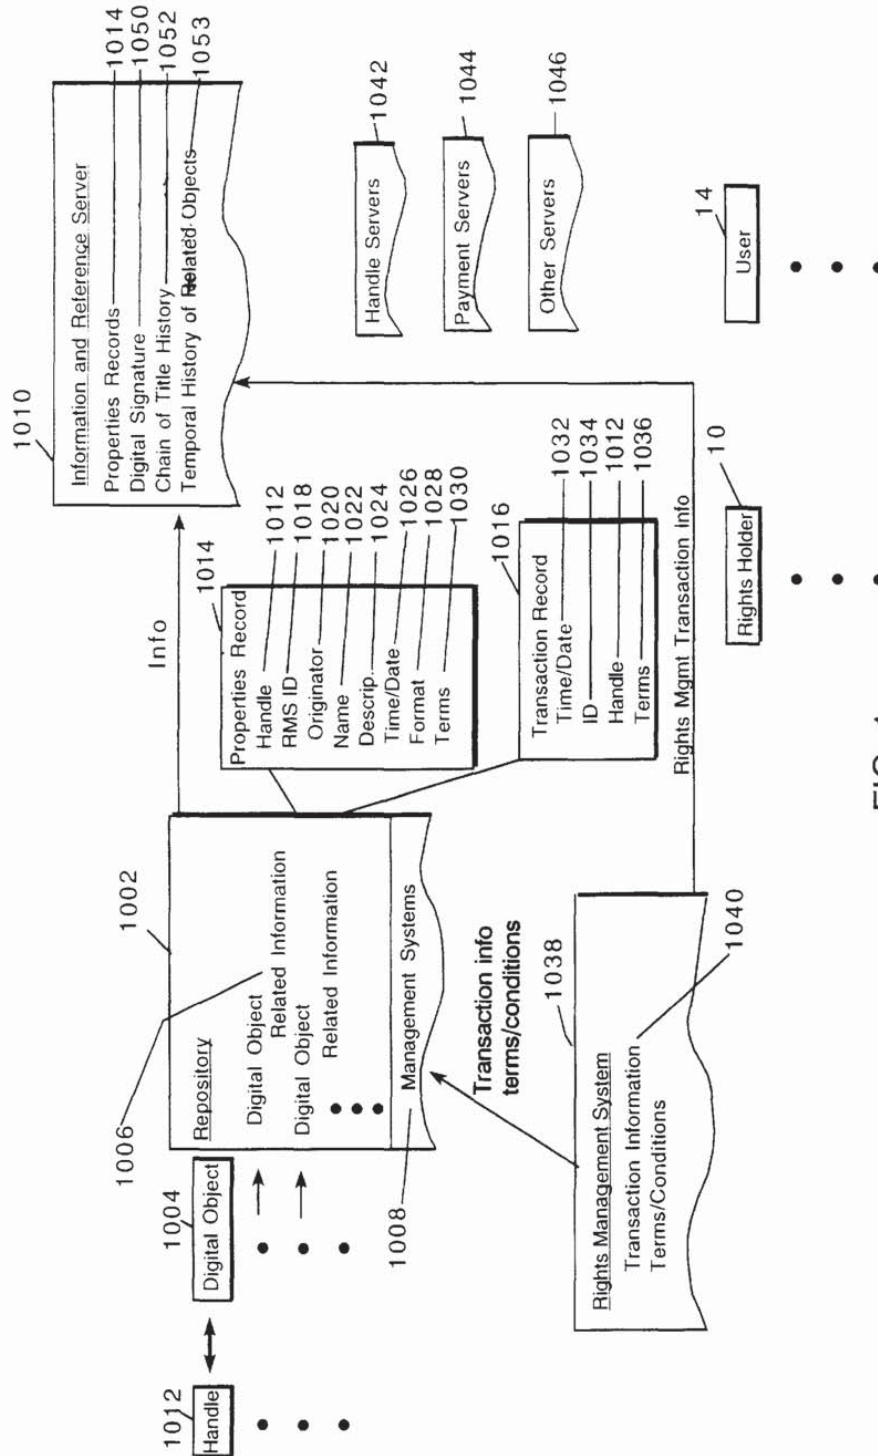 1012
Handle
1004
Digital Object
1006
1002
Repository
Digital Object
Related Information
Digital Object
Related Information
1008
Management Systems
Info
1010
Information and Reference Server
Properties Records 1014
Digital Signature 1050
Chain of Title History 1052
Temporal History of Related Objects 1053
1014
Properties Record
Handle 1012
RMS ID 1018
Originator 1020
Name 1022
Descrip. 1024
Time/Date 1026
Format 1028
Terms 1030
1016
Transaction Record
Time/Date 1032
ID 1034
Handle 1012
Terms 1036
Handle Servers 1042
Payment Servers 1044
Other Servers 1046
Transaction info
terms/conditions
1038
Rights Management System
Transaction Information
Terms/Conditions
1040
Rights Mgmt Transaction Info
10
Rights Holder
14
User